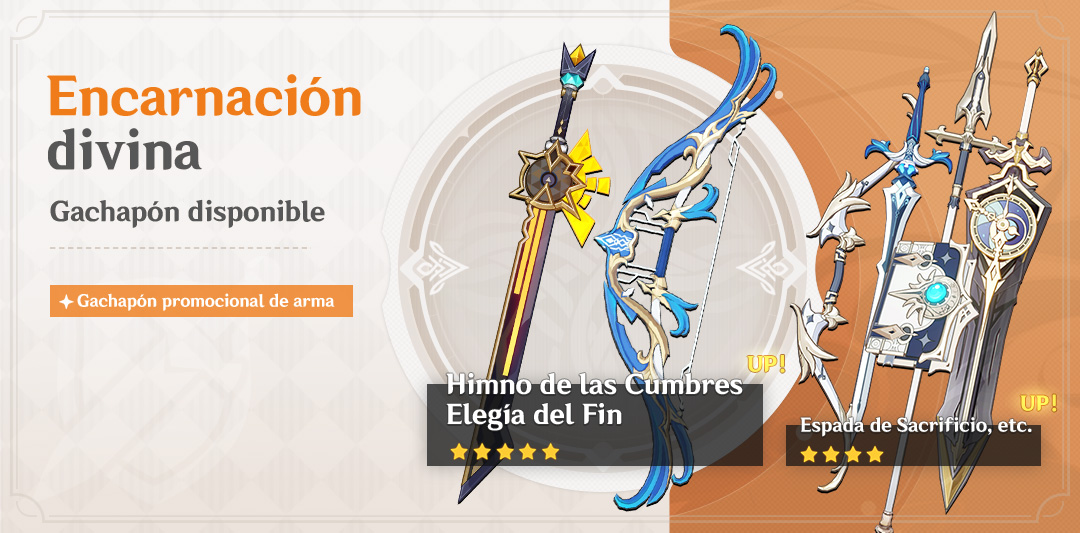 Encarnación
divina
Gachapón disponible
Gachapón promocional de arma
UP!
Himno de las Cumbres
Elegía del Fin
UP!
Espada de Sacrificio, etc.